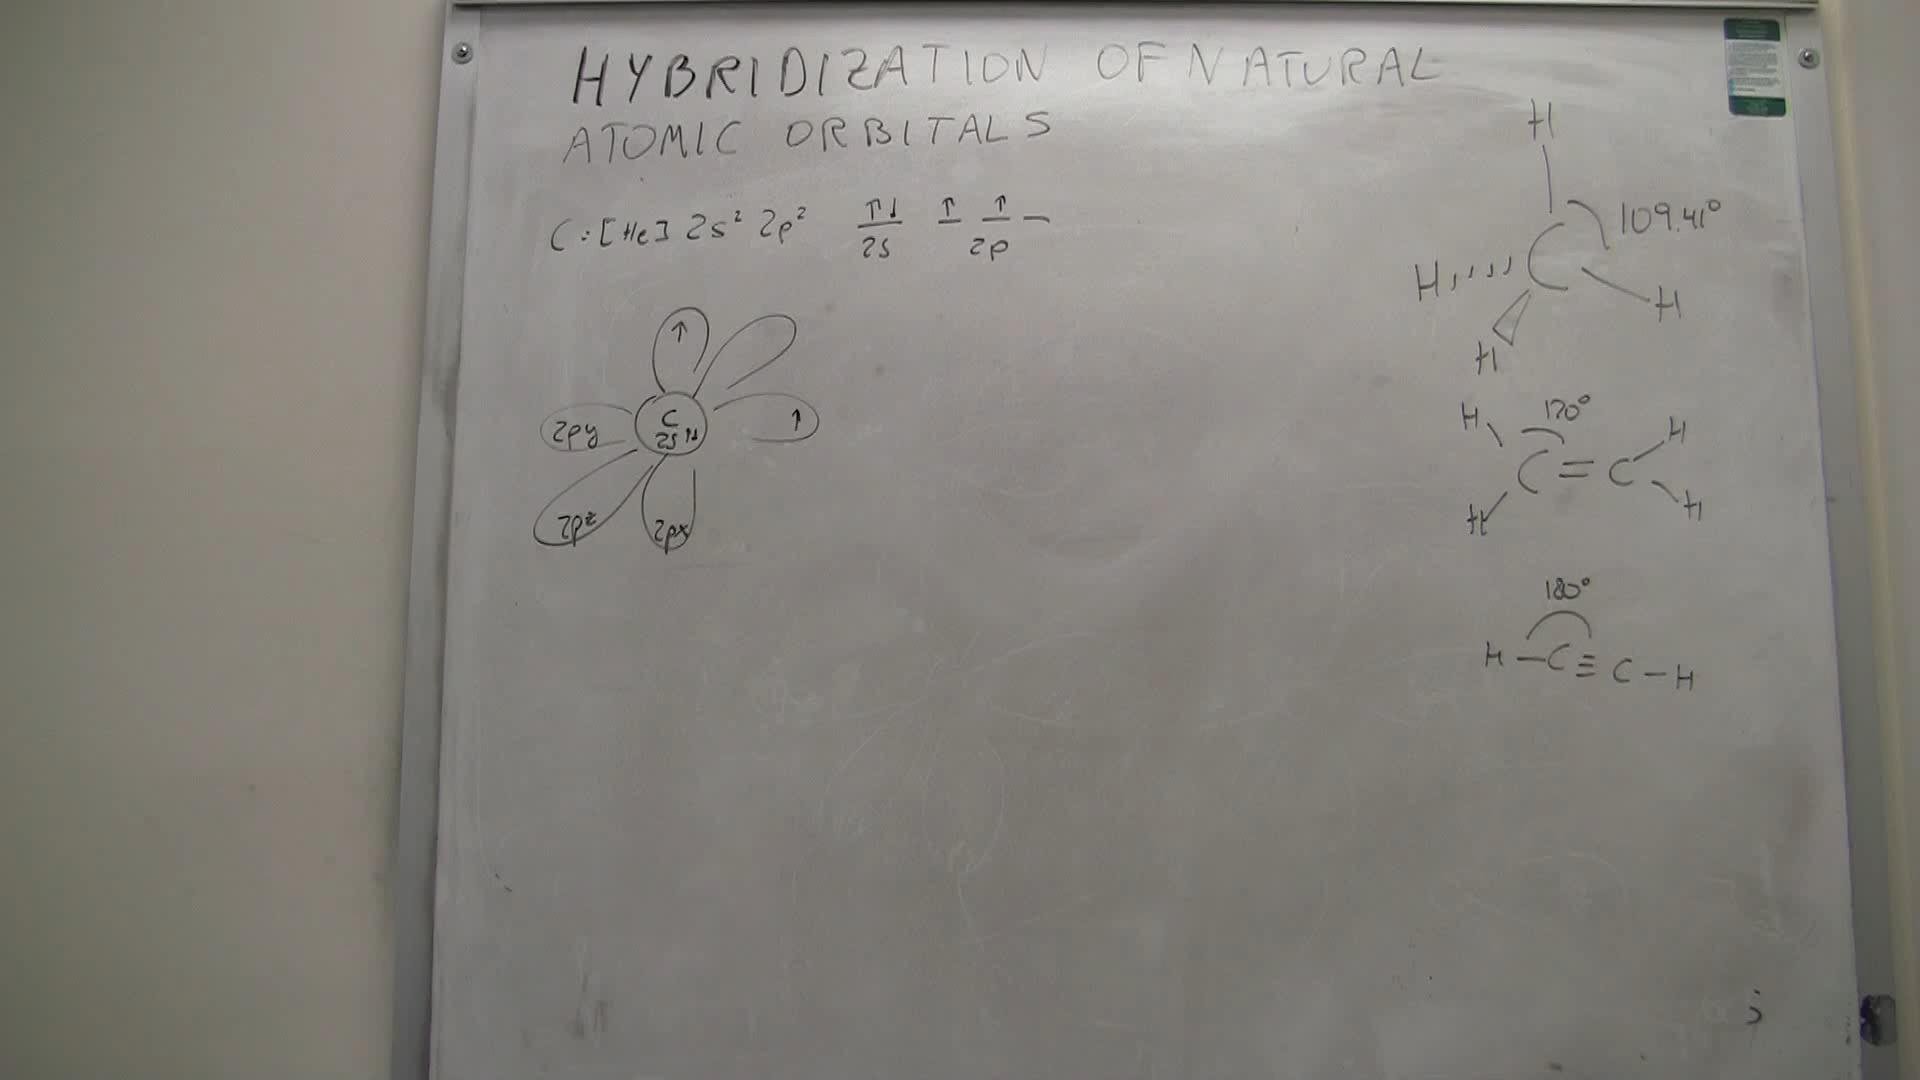 HYBRIDIZATION OF NATURAL
ATOMIC ORBITALS
C:[He] 2s² 2p² ↑↓ ↑ ↑
2s 2p
↑
C
2s ↑↓
2py
↑
2pz
2px
H
109.41°
H C H
H
120°
H H
C=C
H H
180°
H-C≡C-H